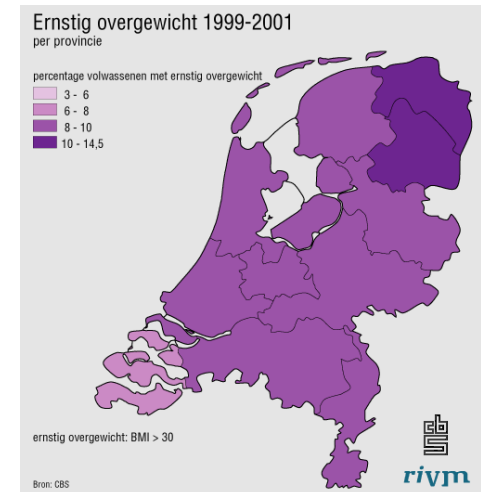 Ernstig overgewicht 1999-2001
per provincie
percentage volwassenen met ernstig overgewicht
3 - 6
6 - 8
8 - 10
10 - 14,5
ernstig overgewicht: BMI > 30
Bron: CBS
cbs
rivm